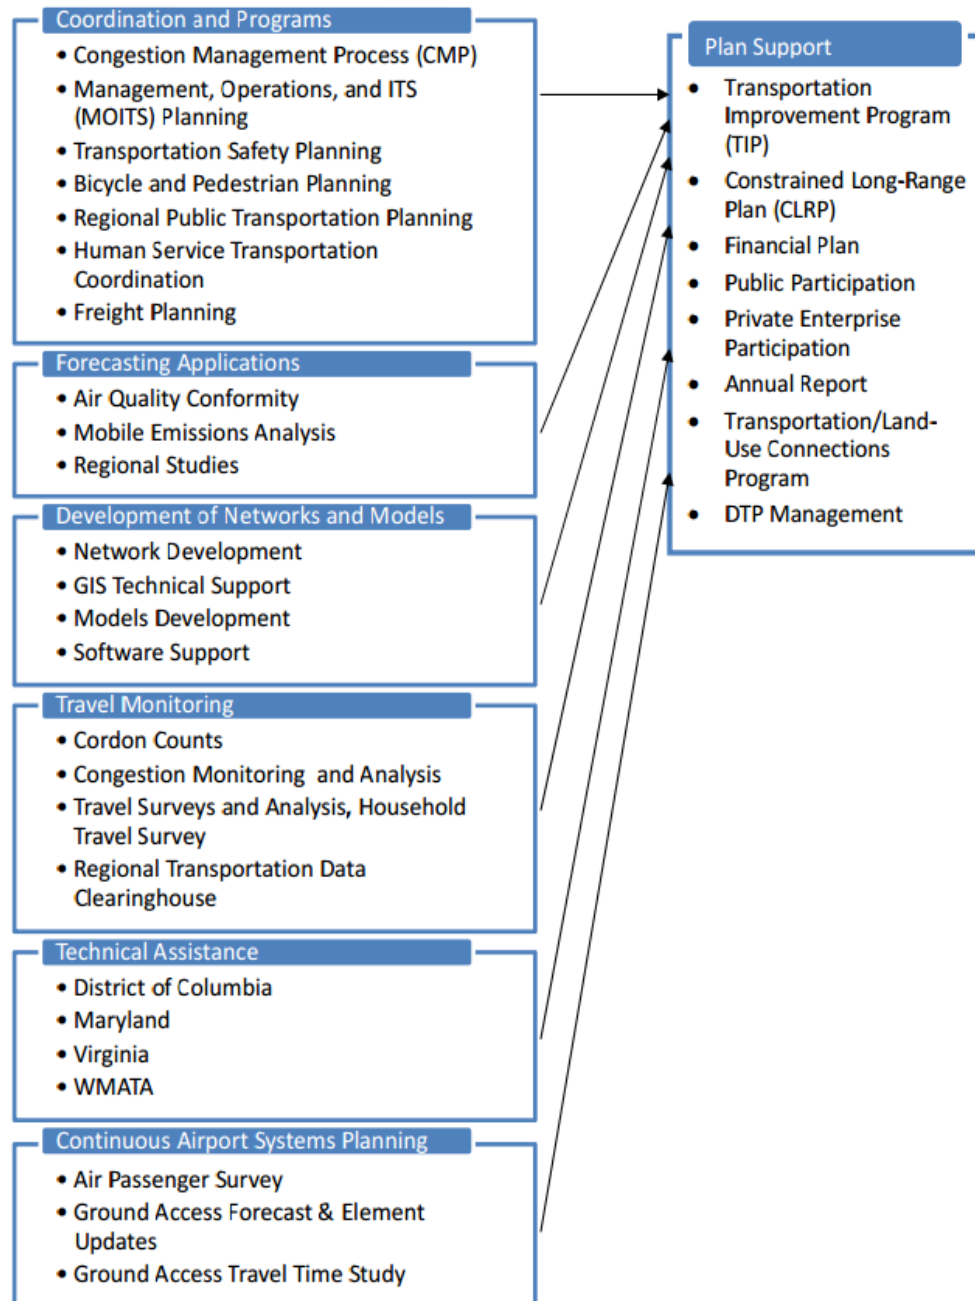 Coordination and Programs
• Congestion Management Process (CMP)
• Management, Operations, and ITS
(MOITS) Planning
• Transportation Safety Planning
• Bicycle and Pedestrian Planning
• Regional Public Transportation Planning
• Human Service Transportation
Coordination
• Freight Planning
Forecasting Applications
• Air Quality Conformity
• Mobile Emissions Analysis
• Regional Studies
Development of Networks and Models
• Network Development
• GIS Technical Support
• Models Development
• Software Support
Travel Monitoring
• Cordon Counts
• Congestion Monitoring and Analysis
• Travel Surveys and Analysis, Household
Travel Survey
• Regional Transportation Data
Clearinghouse
Technical Assistance
• District of Columbia
• Maryland
• Virginia
• WMATA
Continuous Airport Systems Planning
• Air Passenger Survey
• Ground Access Forecast & Element
Updates
• Ground Access Travel Time Study
Plan Support
• Transportation
Improvement Program
(TIP)
• Constrained Long-Range
Plan (CLRP)
• Financial Plan
• Public Participation
• Private Enterprise
Participation
• Annual Report
• Transportation/Land-
Use Connections
Program
• DTP Management